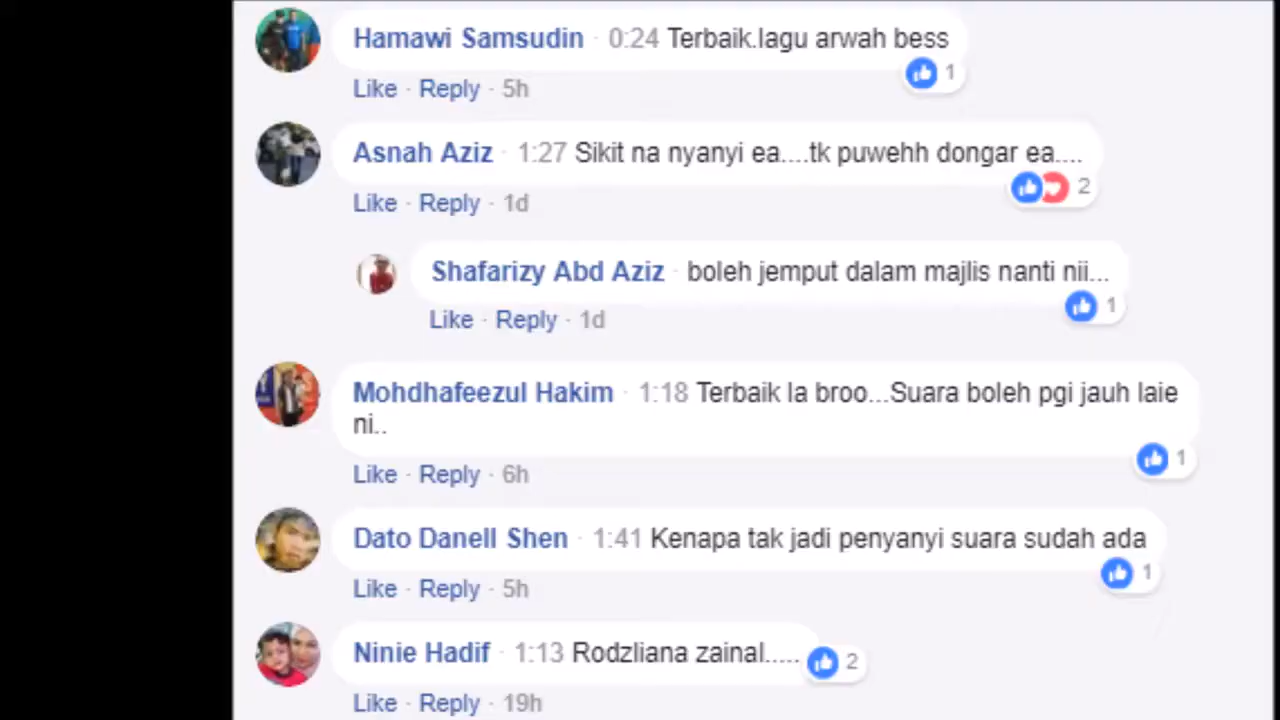 Hamawi Samsudin · 0:24 Terbaik.lagu arwah bess
1
Like · Reply · 5h
Asnah Aziz · 1:27 Sikit na nyanyi ea....tk puwehh dongar ea....
2
Like · Reply · 1d
Shafarizy Abd Aziz · boleh jemput dalam majlis nanti nii...
1
Like · Reply · 1d
Mohdhafeezul Hakim · 1:18 Terbaik la broo...Suara boleh pgi jauh laie
ni..
1
Like · Reply · 6h
Dato Danell Shen · 1:41 Kenapa tak jadi penyanyi suara sudah ada
1
Like · Reply · 5h
Ninie Hadif · 1:13 Rodzliana zainal.....
2
Like · Reply · 19h